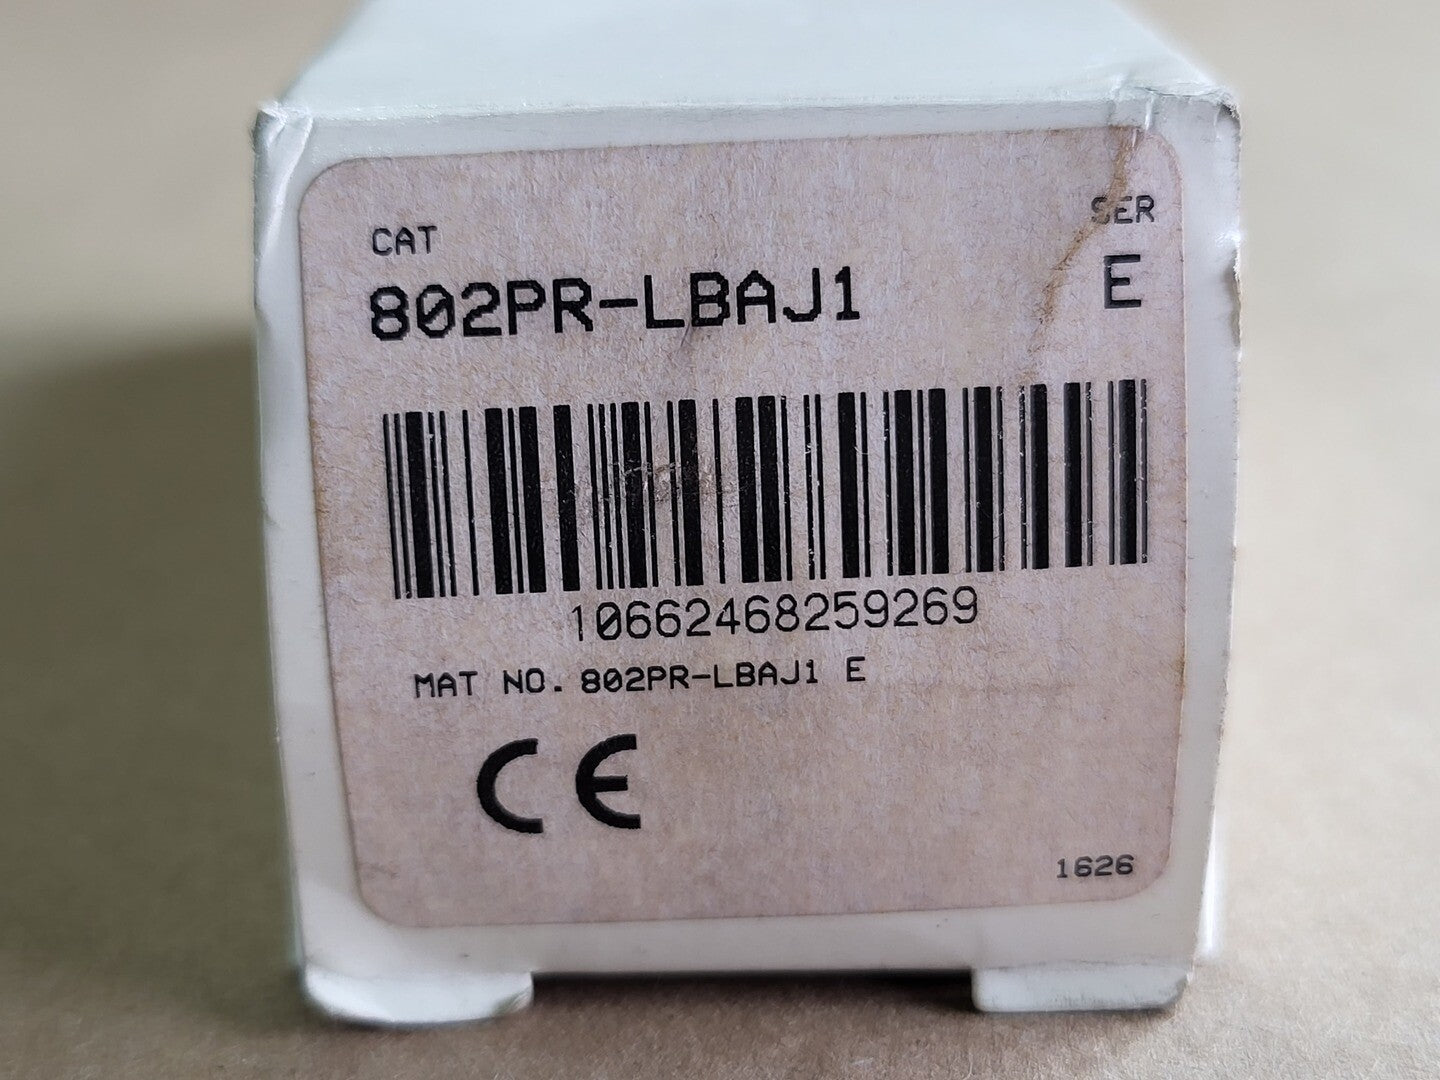 CAT
SER
802PR-LBAJ1
E
10662468259269
MAT NO. 802PR-LBAJ1 E
CE
1626